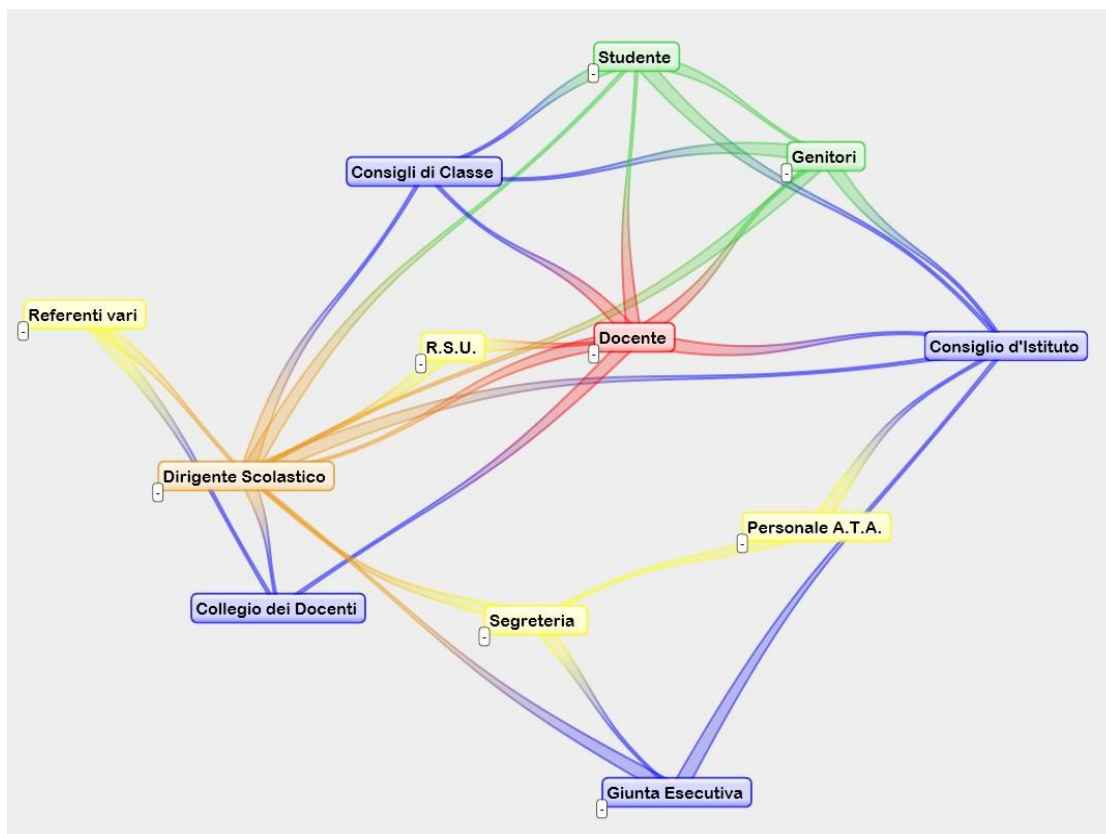 Studente
-
Genitori
-
Consigli di Classe
Referenti vari
-
R.S.U.
-
Docente
-
Consiglio d'Istituto
Dirigente Scolastico
-
Personale A.T.A.
-
Collegio dei Docenti
Segreteria
-
Giunta Esecutiva
-